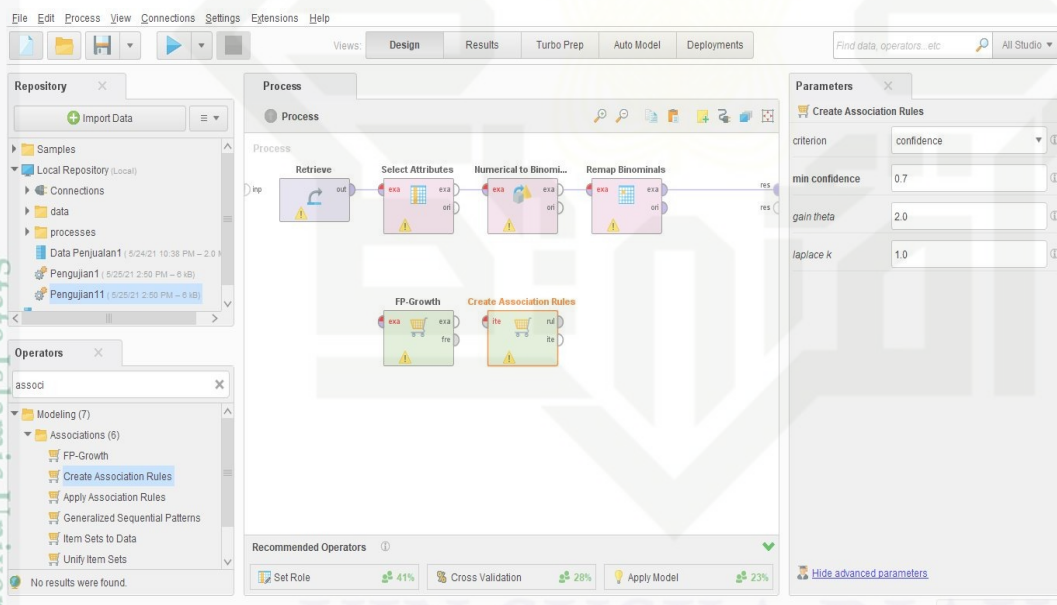 File Edit Process View Connections Settings Extensions Help
Views: Design Results Turbo Prep Auto Model Deployments
Find data, operators...etc All Studio
Repository
Import Data
Samples
Local Repository (Local)
Connections
data
processes
Data Penjualan1 (5/24/21 10:38 PM – 2.0 M
Pengujian1 (5/25/21 2:50 PM – 6 kB)
Pengujian11 (5/25/21 2:50 PM – 6 kB)
Operators
associ
Modeling (7)
Associations (6)
FP-Growth
Create Association Rules
Apply Association Rules
Generalized Sequential Patterns
Item Sets to Data
Unify Item Sets
No results were found.
Process
Process
Process
Retrieve Select Attributes Numerical to Binomi... Remap Binominals
inp out exa exa exa exa exa exa res
ori ori ori res
FP-Growth Create Association Rules
exa exa ite rul
fre ite
Recommended Operators
Set Role 41% Cross Validation 28% Apply Model 23%
Parameters
Create Association Rules
criterion confidence
min confidence 0.7
gain theta 2.0
laplace k 1.0
Hide advanced parameters